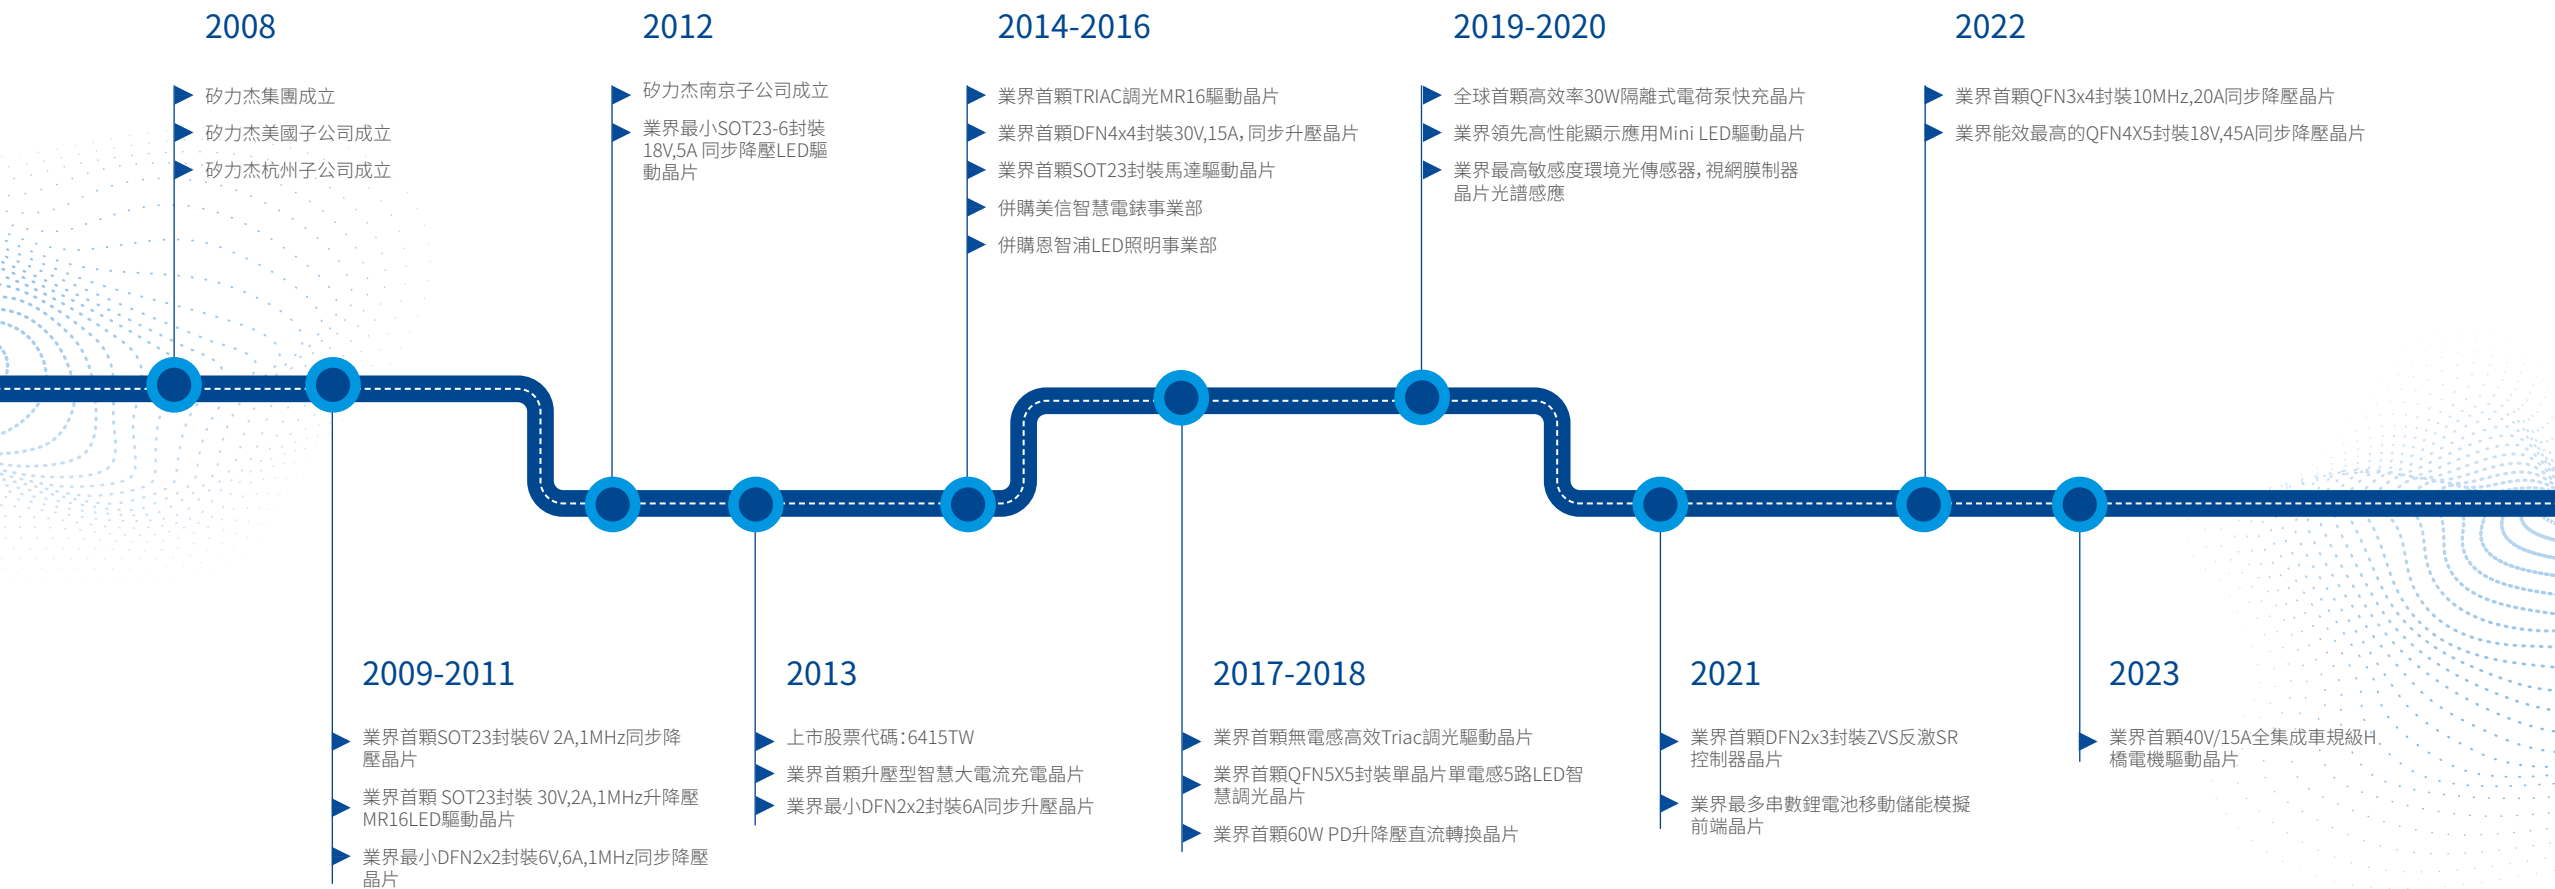 2008
矽力杰集團成立
矽力杰美國子公司成立
矽力杰杭州子公司成立
2009-2011
業界首顆SOT23封裝6V 2A,1MHz同步降
壓晶片
業界首顆 SOT23封裝 30V,2A,1MHz升降壓
MR16LED驅動晶片
業界最小DFN2x2封裝6V,6A,1MHz同步降壓
晶片
2012
矽力杰南京子公司成立
業界最小SOT23-6封裝
18V,5A 同步降壓LED驅
動晶片
2013
上市股票代碼：6415TW
業界首顆升壓型智慧大電流充電晶片
業界最小DFN2x2封裝6A同步升壓晶片
2014-2016
業界首顆TRIAC調光MR16驅動晶片
業界首顆DFN4x4封裝30V,15A，同步升壓晶片
業界首顆SOT23封裝馬達驅動晶片
併購美信智慧電錶事業部
併購恩智浦LED照明事業部
2017-2018
業界首顆無電感高效Triac調光驅動晶片
業界首顆QFN5X5封裝單晶片單電感5路LED智
慧調光晶片
業界首顆60W PD升降壓直流轉換晶片
2019-2020
全球首顆高效率30W隔離式電荷泵快充晶片
業界領先高性能顯示應用Mini LED驅動晶片
業界最高敏感度環境光傳感器，視網膜制器
晶片光譜感應
2021
業界首顆DFN2x3封裝ZVS反激SR
控制器晶片
業界最多串數鋰電池移動儲能模擬
前端晶片
2022
業界首顆QFN3x4封裝10MHz,20A同步降壓晶片
業界能效最高的QFN4X5封裝18V,45A同步降壓晶片
2023
業界首顆40V/15A全集成車規級H
橋電機驅動晶片